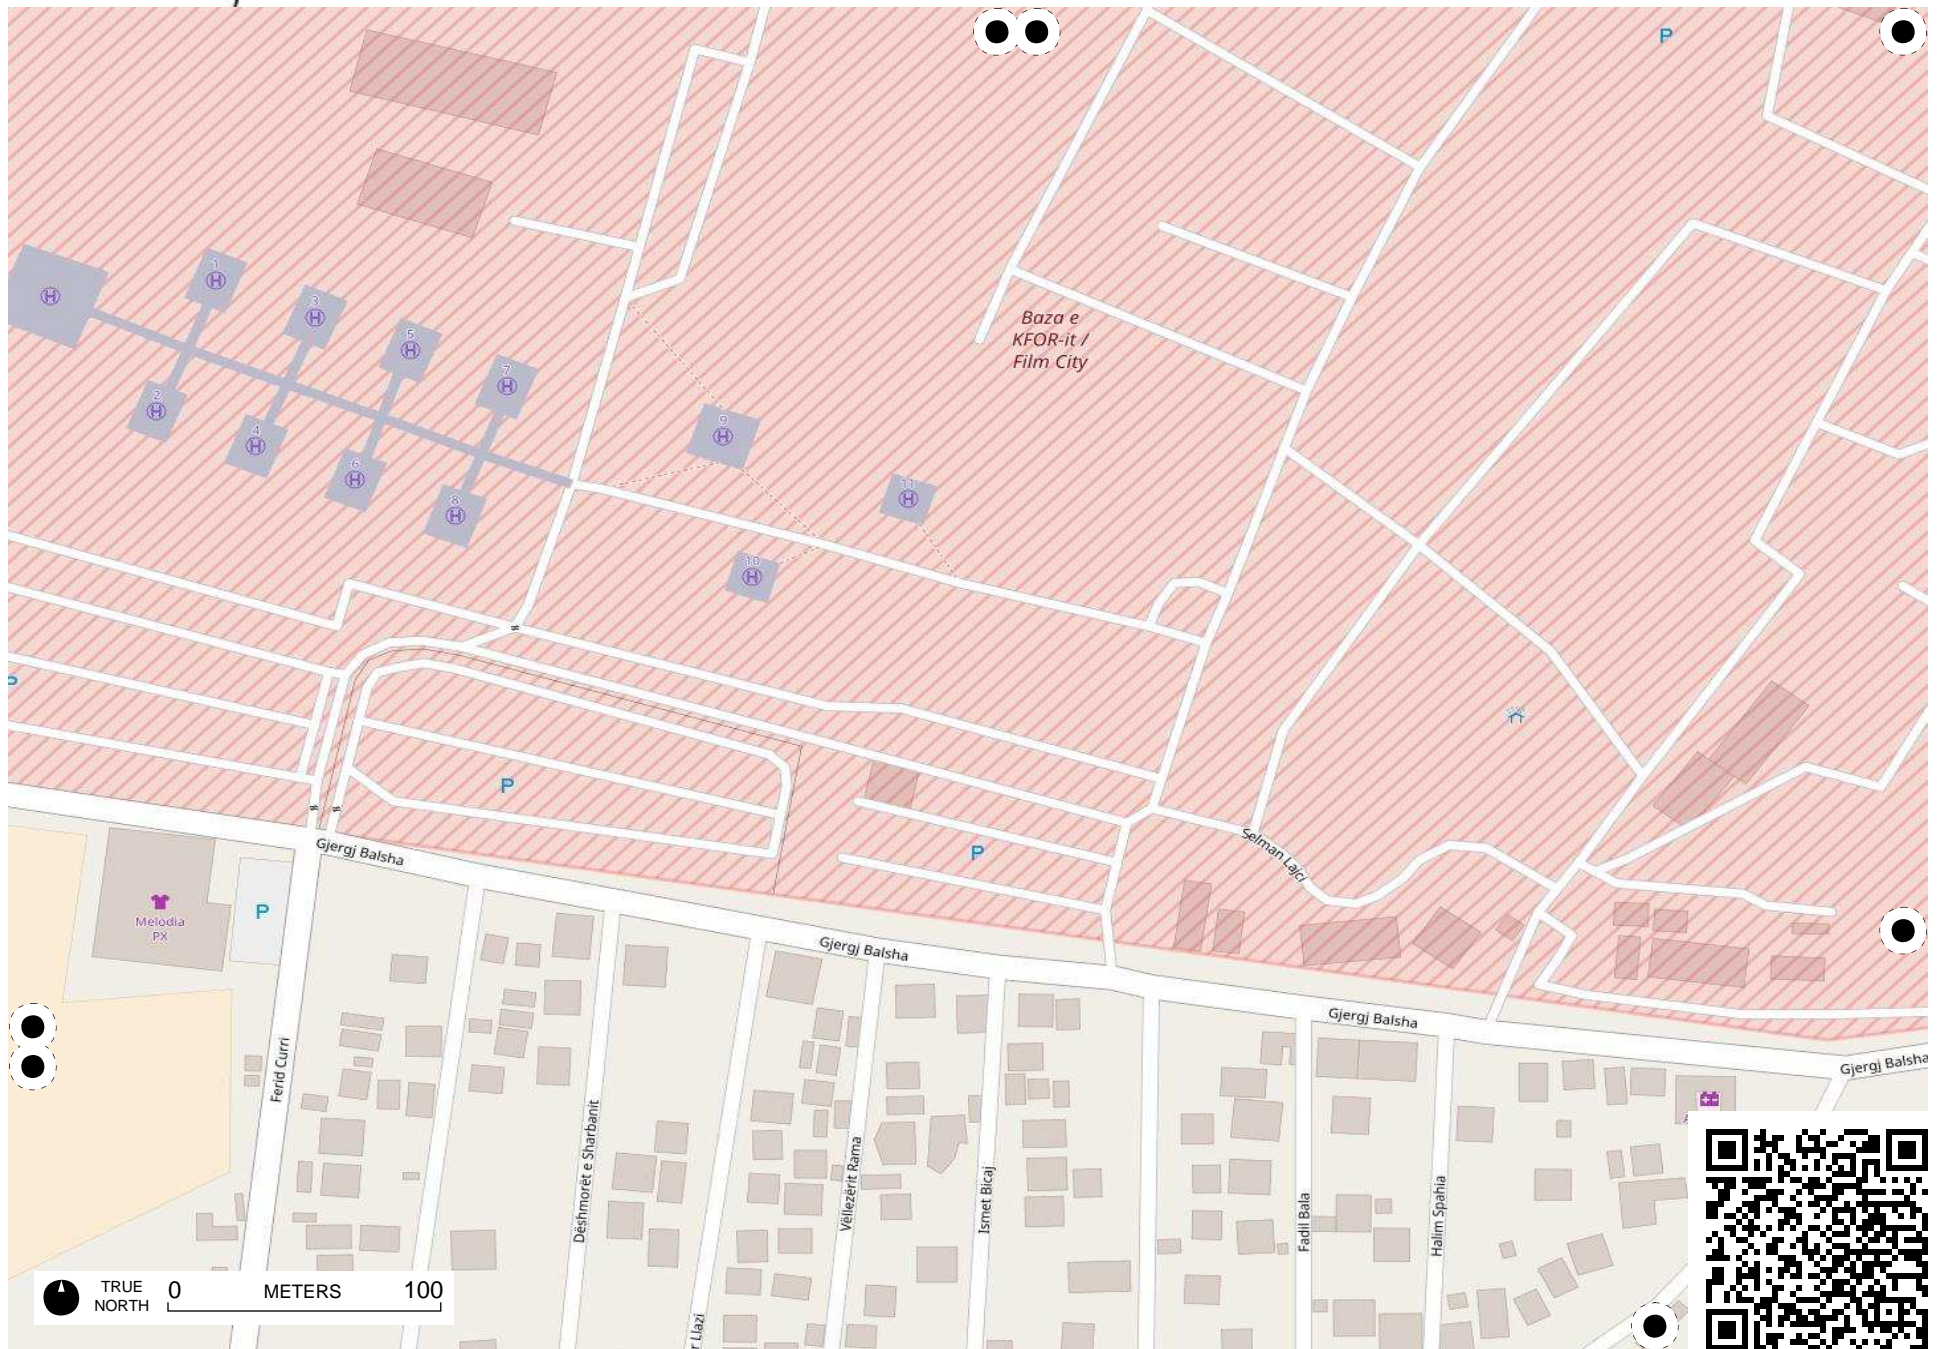 P
1
3
5
7
2
4
6
8
9
11
10
Baza e
KFOR-it /
Film City
P
P
P
Selman Lajçi
Gjergj Balsha
P
Melodia
PX
Gjergj Balsha
Gjergj Balsha
Gjergj Balsha
Ferid Curri
Dëshmorët e Sharbanit
Vëllezërit Rama
Ismet Bicaj
Fadil Bala
Halim Spahia
Llazi
TRUE
NORTH
0 METERS 100